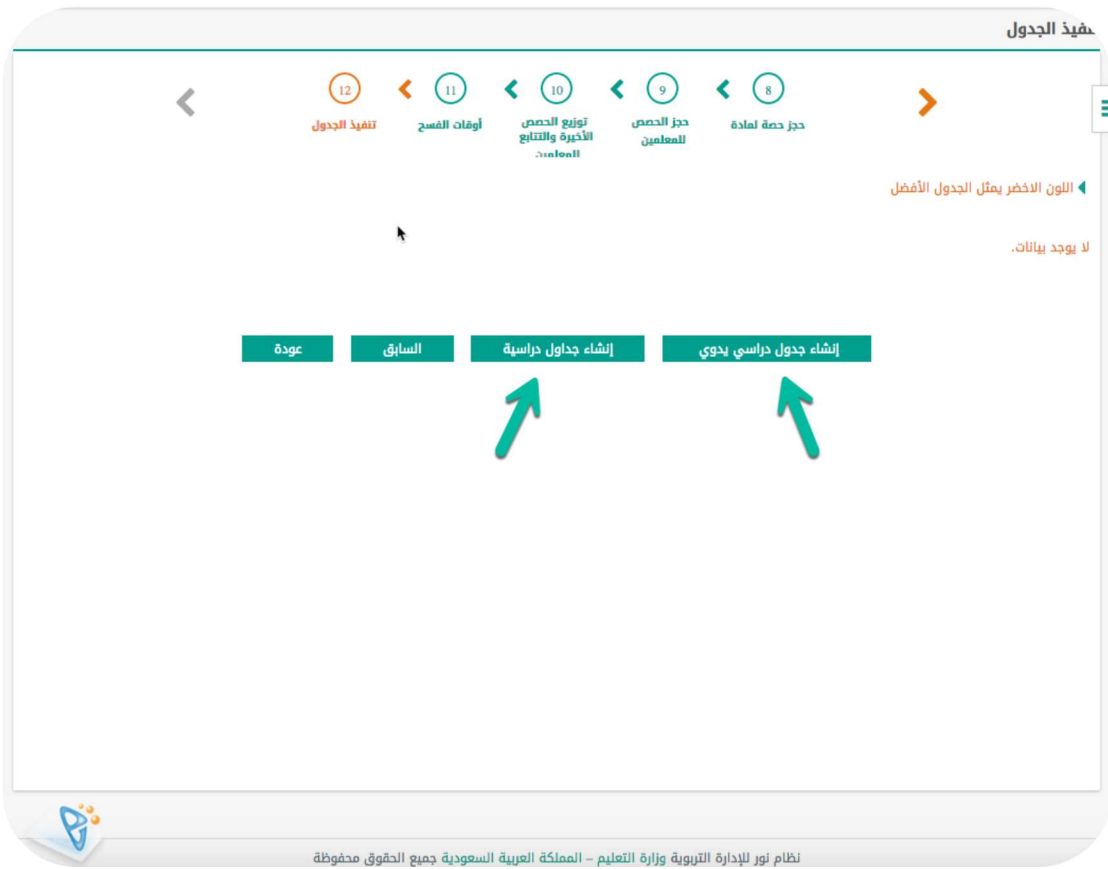 تنفيذ الجدول
8
حجز حصة لمادة
9
حجز الحصص
للمعلمين
10
توزيع الحصص
الأخيرة والتتابع
للمعلمين
11
أوقات الفسح
12
تنفيذ الجدول
اللون الاخضر يمثل الجدول الأفضل
لا يوجد بيانات.
إنشاء جدول دراسي يدوي
إنشاء جداول دراسية
السابق
عودة
نظام نور للإدارة التربوية وزارة التعليم – المملكة العربية السعودية جميع الحقوق محفوظة